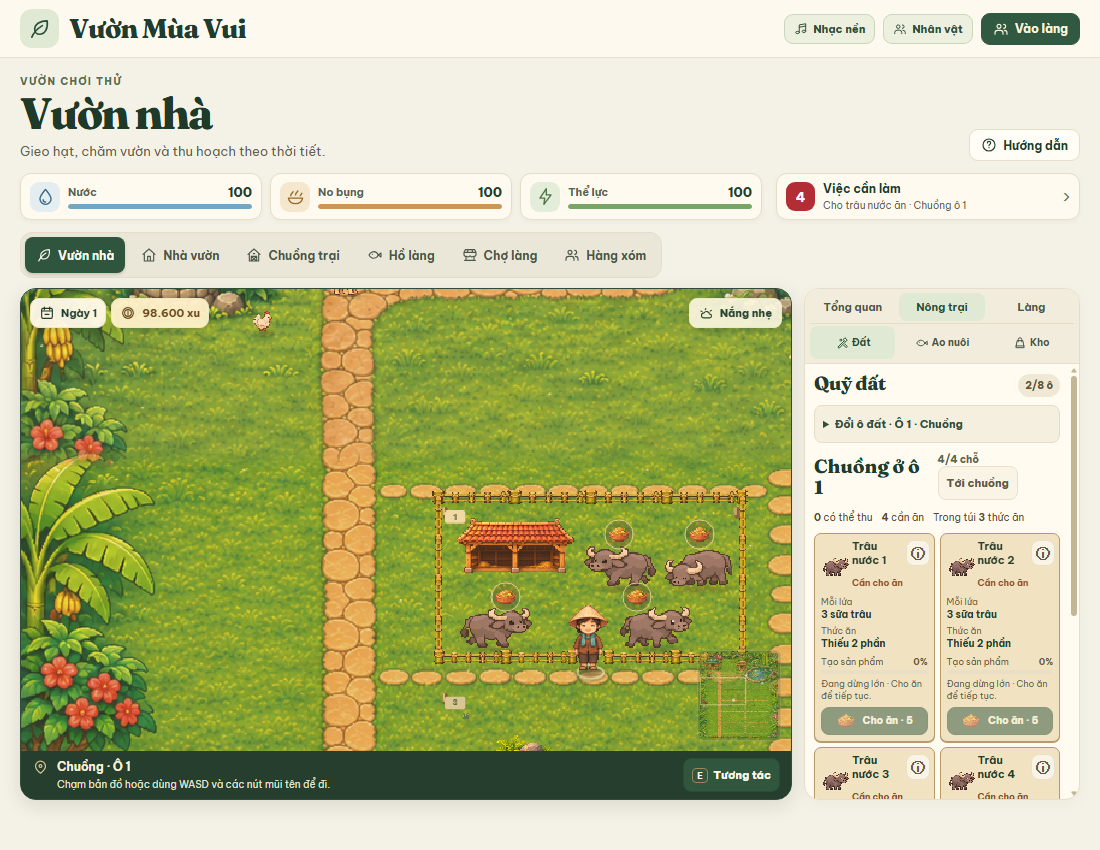 Vườn Mùa Vui
Nhạc nền
Nhân vật
Vào làng
VƯỜN CHƠI THỬ
Vườn nhà
Gieo hạt, chăm vườn và thu hoạch theo thời tiết.
Hướng dẫn
Nước 100
No bụng 100
Thể lực 100
4
Việc cần làm
Cho trâu nước ăn · Chuồng ô 1
Vườn nhà
Nhà vườn
Chuồng trại
Hồ làng
Chợ làng
Hàng xóm
Ngày 1
98.600 xu
Nắng nhẹ
1
Chuồng · Ô 1
Chạm bản đồ hoặc dùng WASD và các nút mũi tên để đi.
E Tương tác
Tổng quan
Nông trại
Làng
Đất
Ao nuôi
Kho
Quỹ đất
2/8 ô
Đổi ô đất · Ô 1 · Chuồng
Chuồng ở ô
1
4/4 chỗ
Tới chuồng
0 có thể thu 4 cần ăn Trong túi 3 thức ăn
Trâu
nước 1
Cần cho ăn
Mỗi lứa
3 sữa trâu
Thức ăn
Thiếu 2 phần
Tạo sản phẩm 0%
Đang dừng lớn · Cho ăn
để tiếp tục.
Cho ăn · 5
Trâu
nước 2
Cần cho ăn
Mỗi lứa
3 sữa trâu
Thức ăn
Thiếu 2 phần
Tạo sản phẩm 0%
Đang dừng lớn · Cho ăn
để tiếp tục.
Cho ăn · 5
Trâu
nước 3
Cần cho ăn
Trâu
nước 4
Cần cho ăn